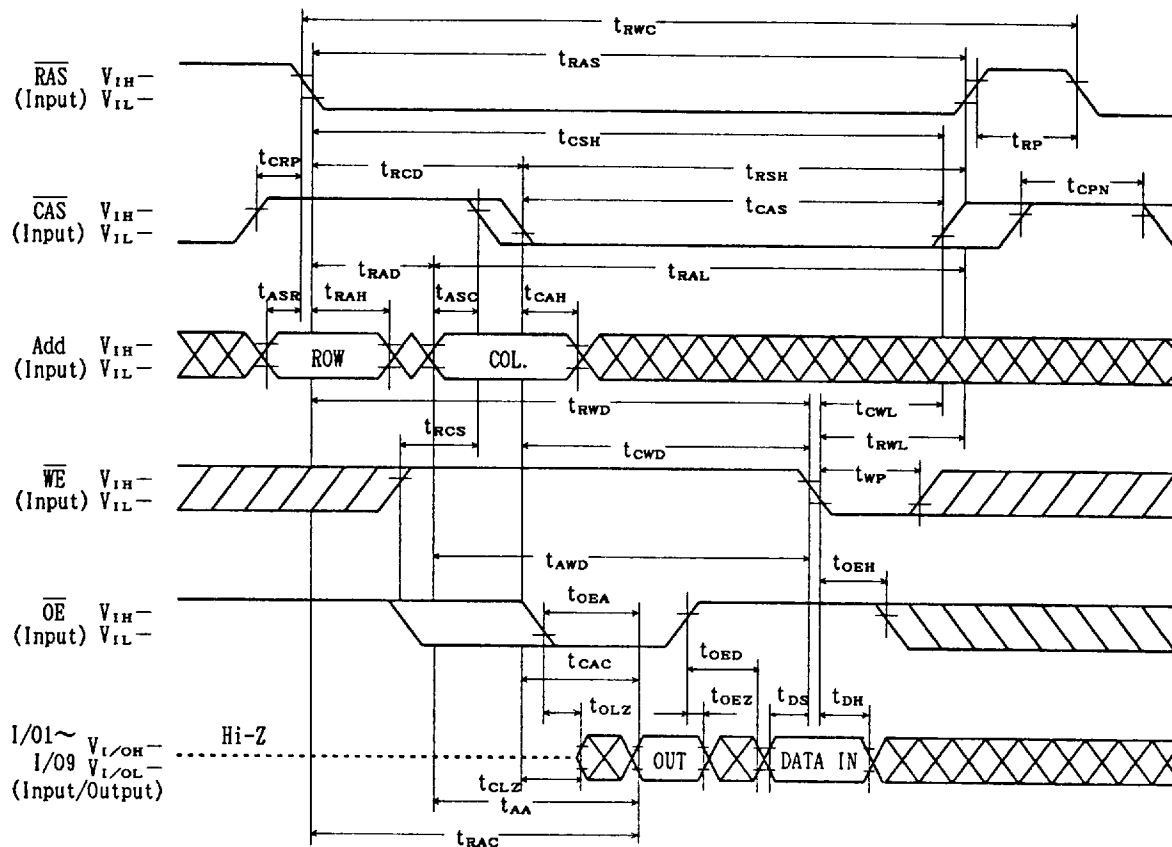 tRWC
tRAS
RAS VIH
(Input) VIL
tCSH
tRP
tCRP
tRCD
tRSH
tCPN
CAS VIH
(Input) VIL
tCAS
tRAD
tRAL
tASR
tRAH
tASC
tCAH
Add VIH
(Input) VIL
ROW
COL.
tRWD
tCWL
tRCS
tCWD
tRWL
WE VIH
(Input) VIL
tWP
tAWD
tOEH
OE VIH
(Input) VIL
tOEA
tCAC
tOED
tOLZ
tOEZ
tDS
tDH
I/O1~
VI/OH
I/O9 VI/OL
(Input/Output)
Hi-Z
OUT
DATA IN
tCLZ
tAA
tRAC